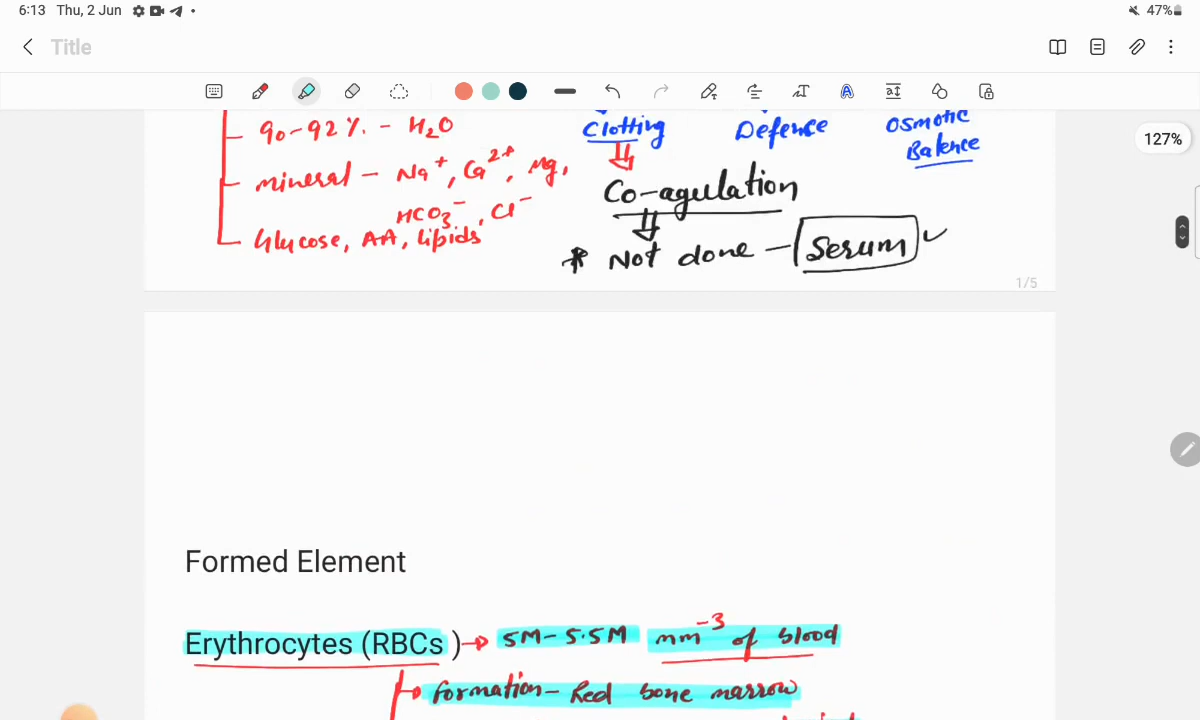 6:13 Thu, 2 Jun 47%
Title
127%
90-92%. - H2O
Clotting
Defence
Osmotic
Balence
mineral - Na⁺, Ca²⁺, Mg,
HCO3⁻, Cl⁻
Glycose, AA, lipids
Co-agulation
* Not done - Serum
1/5
Formed Element
Erythrocytes (RBCs) → 5M-5.5M mm⁻³ of blood
formation - Red bone marrow